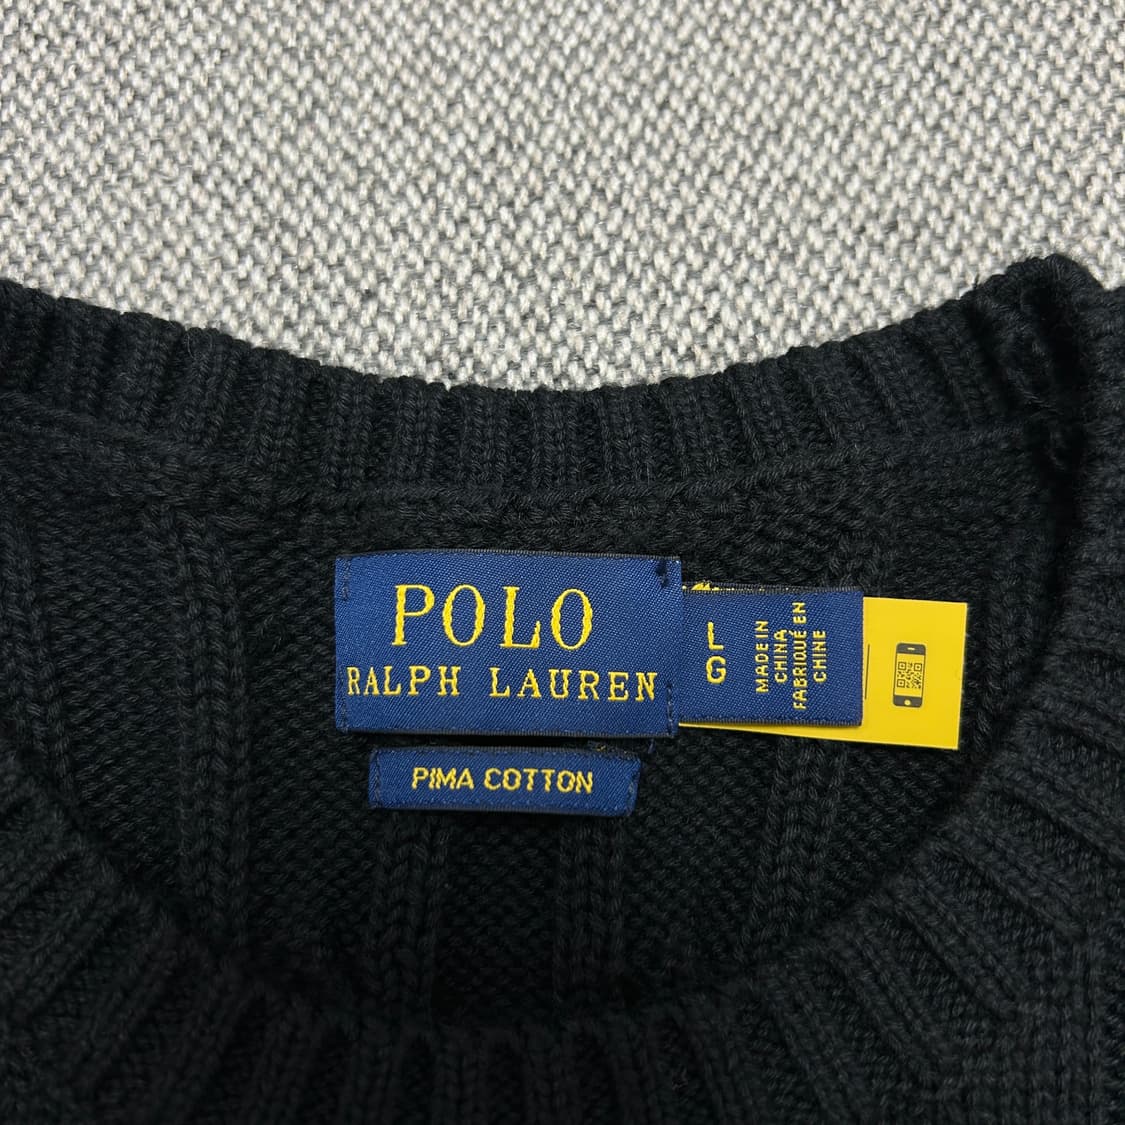 POLO
RALPH LAUREN
PIMA COTTON
L
G
MADE IN
CHINA
FABRIQUÉ EN
CHINE